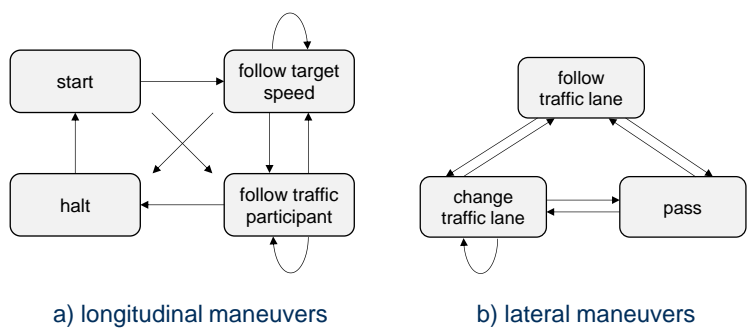 start
follow target
speed
halt
follow traffic
participant
follow
traffic lane
change
traffic lane
pass
a) longitudinal maneuvers
b) lateral maneuvers